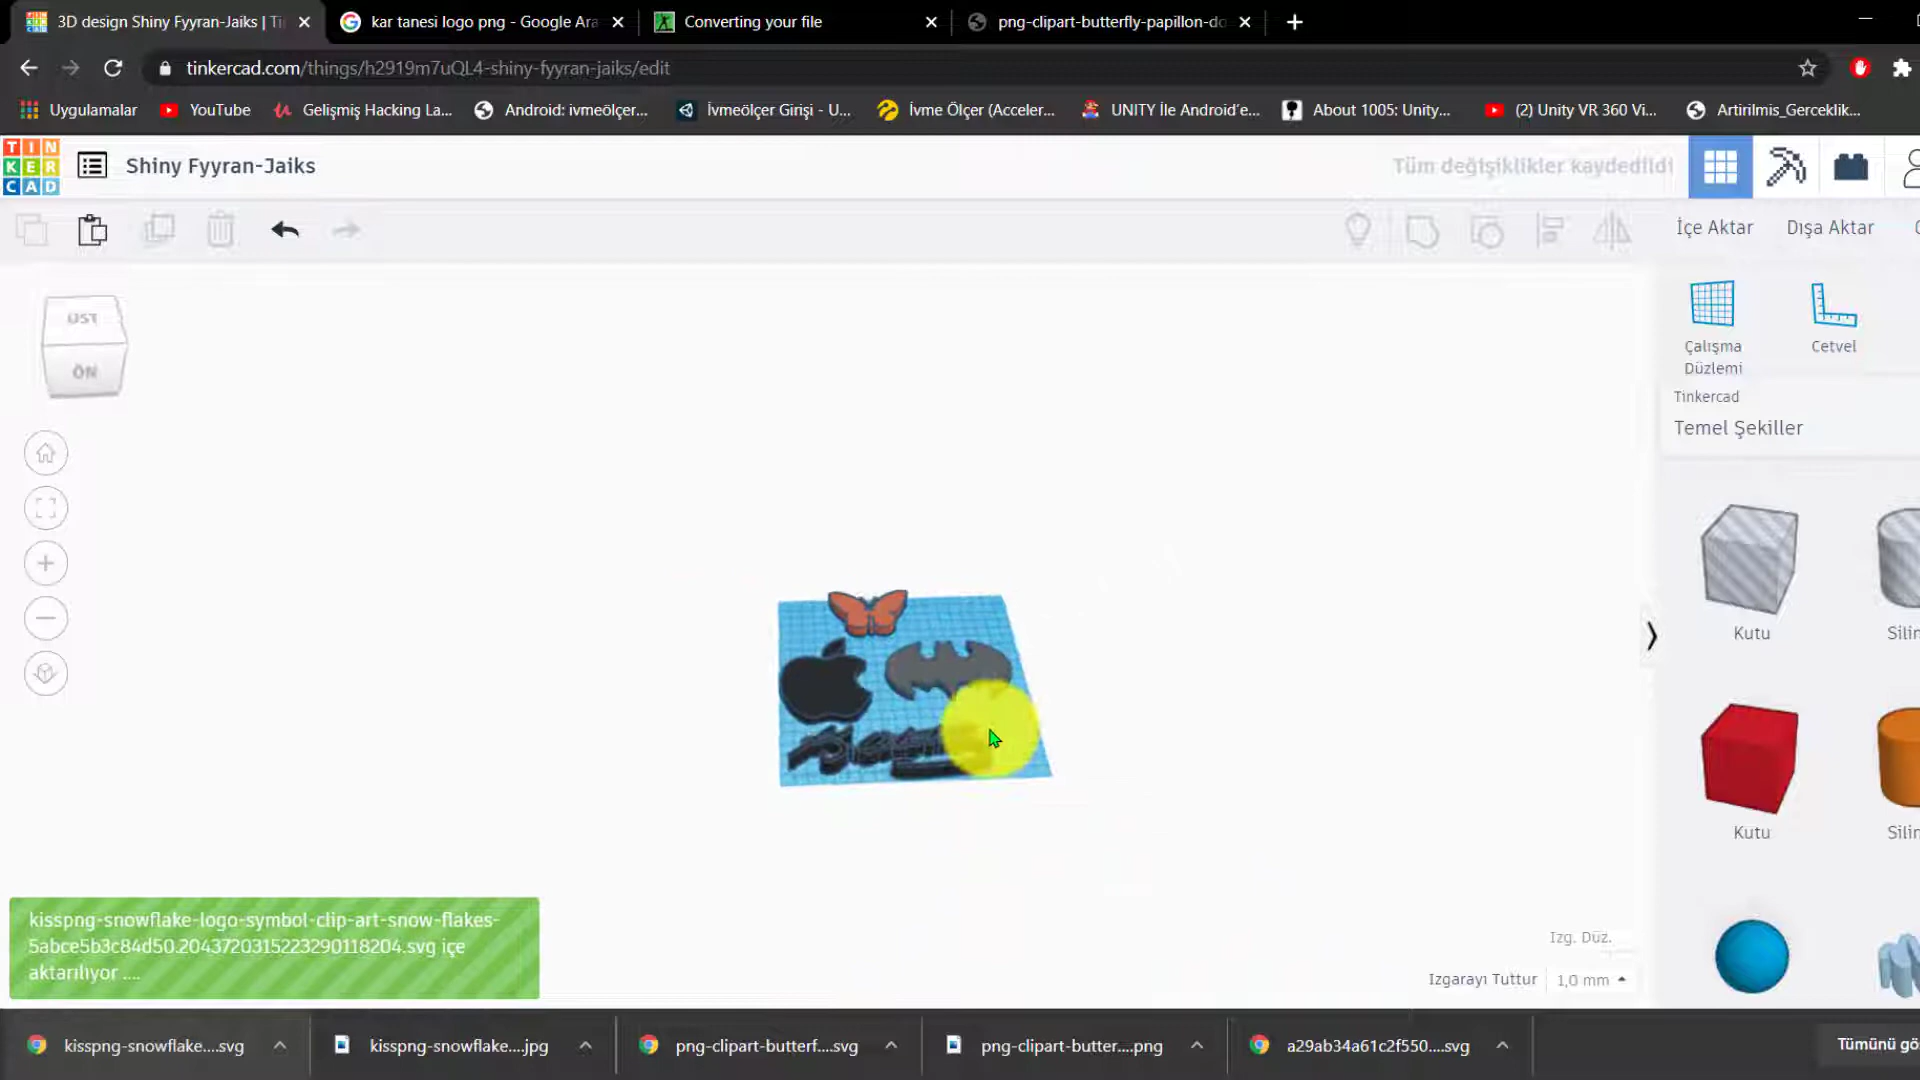 3D design Shiny Fyyran-Jaiks | Ti
kar tanesi logo png - Google Ara
Converting your file
png-clipart-butterfly-papillon-do
tinkercad.com/things/h2919m7uQL4-shiny-fyyran-jaiks/edit
Uygulamalar
YouTube
Gelişmiş Hacking La...
Android: ivmeölçer...
İvmeölçer Girişi - U...
İvme Ölçer (Acceler...
UNITY İle Android'e...
About 1005: Unity...
(2) Unity VR 360 Vi...
Artirilmis_Gerceklik...
TIN
KER
CAD
Shiny Fyyran-Jaiks
Tüm değişiklikler kaydedildi
İçe Aktar
Dışa Aktar
ÜST
ÖN
Çalışma
Düzlemi
Cetvel
Tinkercad
Temel Şekiller
Kutu
Silin
Kutu
Silin
kisspng-snowflake-logo-symbol-clip-art-snow-flakes-
5abce5b3c84d50.2043720315223290118204.svg içe
aktarılıyor ....
Izg. Düz.
Izgarayı Tuttur
1,0 mm
kisspng-snowflake....svg
kisspng-snowflake....jpg
png-clipart-butterf....svg
png-clipart-butter....png
a29ab34a61c2f550....svg
Tümünü gös